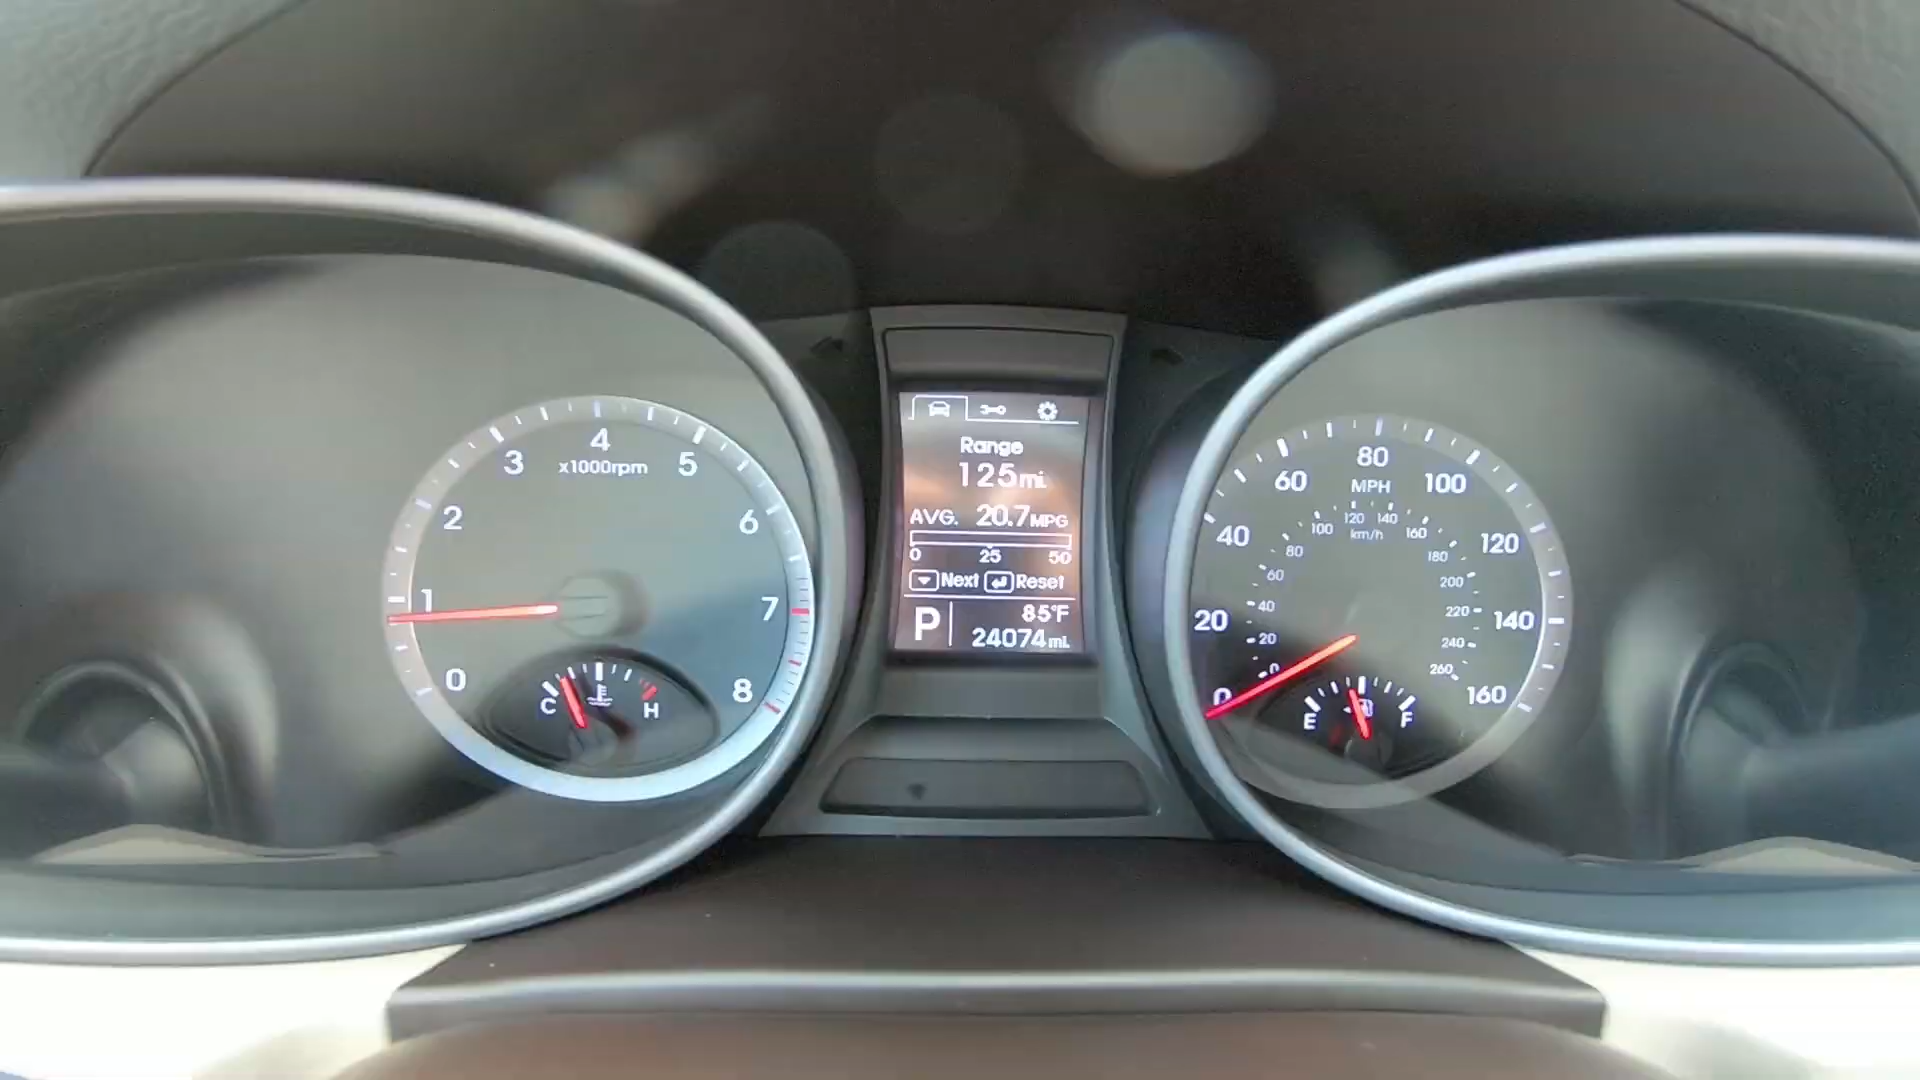 0 1 2 3 4 5 6 7 8
x1000rpm
C H
Range
125mi.
AVG. 20.7MPG
0 25 50
Next Reset
P 85°F
24074mi.
0 20 40 60 80 100 120 140 160
MPH
0 20 40 60 80 100 120 140 160 180 200 220 240 260
km/h
E F